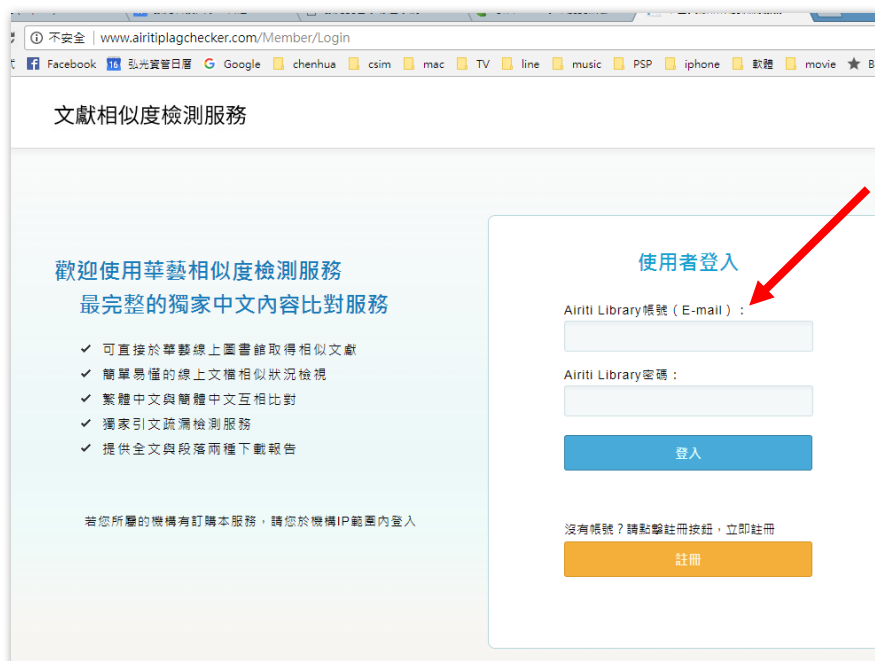 不安全 | www.airitiplagchecker.com/Member/Login
Facebook 16 弘光資管日曆 G Google chenhua csim mac TV line music PSP iphone 軟體 movie B
文獻相似度檢測服務
歡迎使用華藝相似度檢測服務
最完整的獨家中文內容比對服務
✓ 可直接於華藝線上圖書館取得相似文獻
✓ 簡單易懂的線上文檔相似狀況檢視
✓ 繁體中文與簡體中文互相比對
✓ 獨家引文疏漏檢測服務
✓ 提供全文與段落兩種下載報告
若您所屬的機構有訂購本服務，請您於機構IP範圍內登入
使用者登入
Airiti Library帳號（E-mail）：
Airiti Library密碼：
登入
沒有帳號？請點擊註冊按鈕，立即註冊
註冊